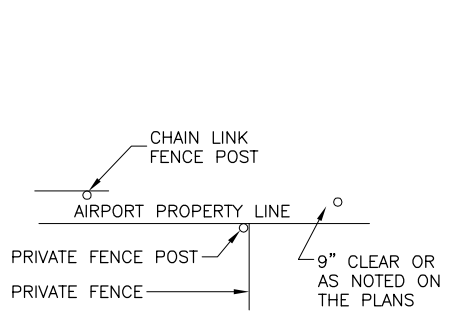 CHAIN LINK
FENCE POST
AIRPORT PROPERTY LINE
PRIVATE FENCE POST
PRIVATE FENCE
9" CLEAR OR
AS NOTED ON
THE PLANS